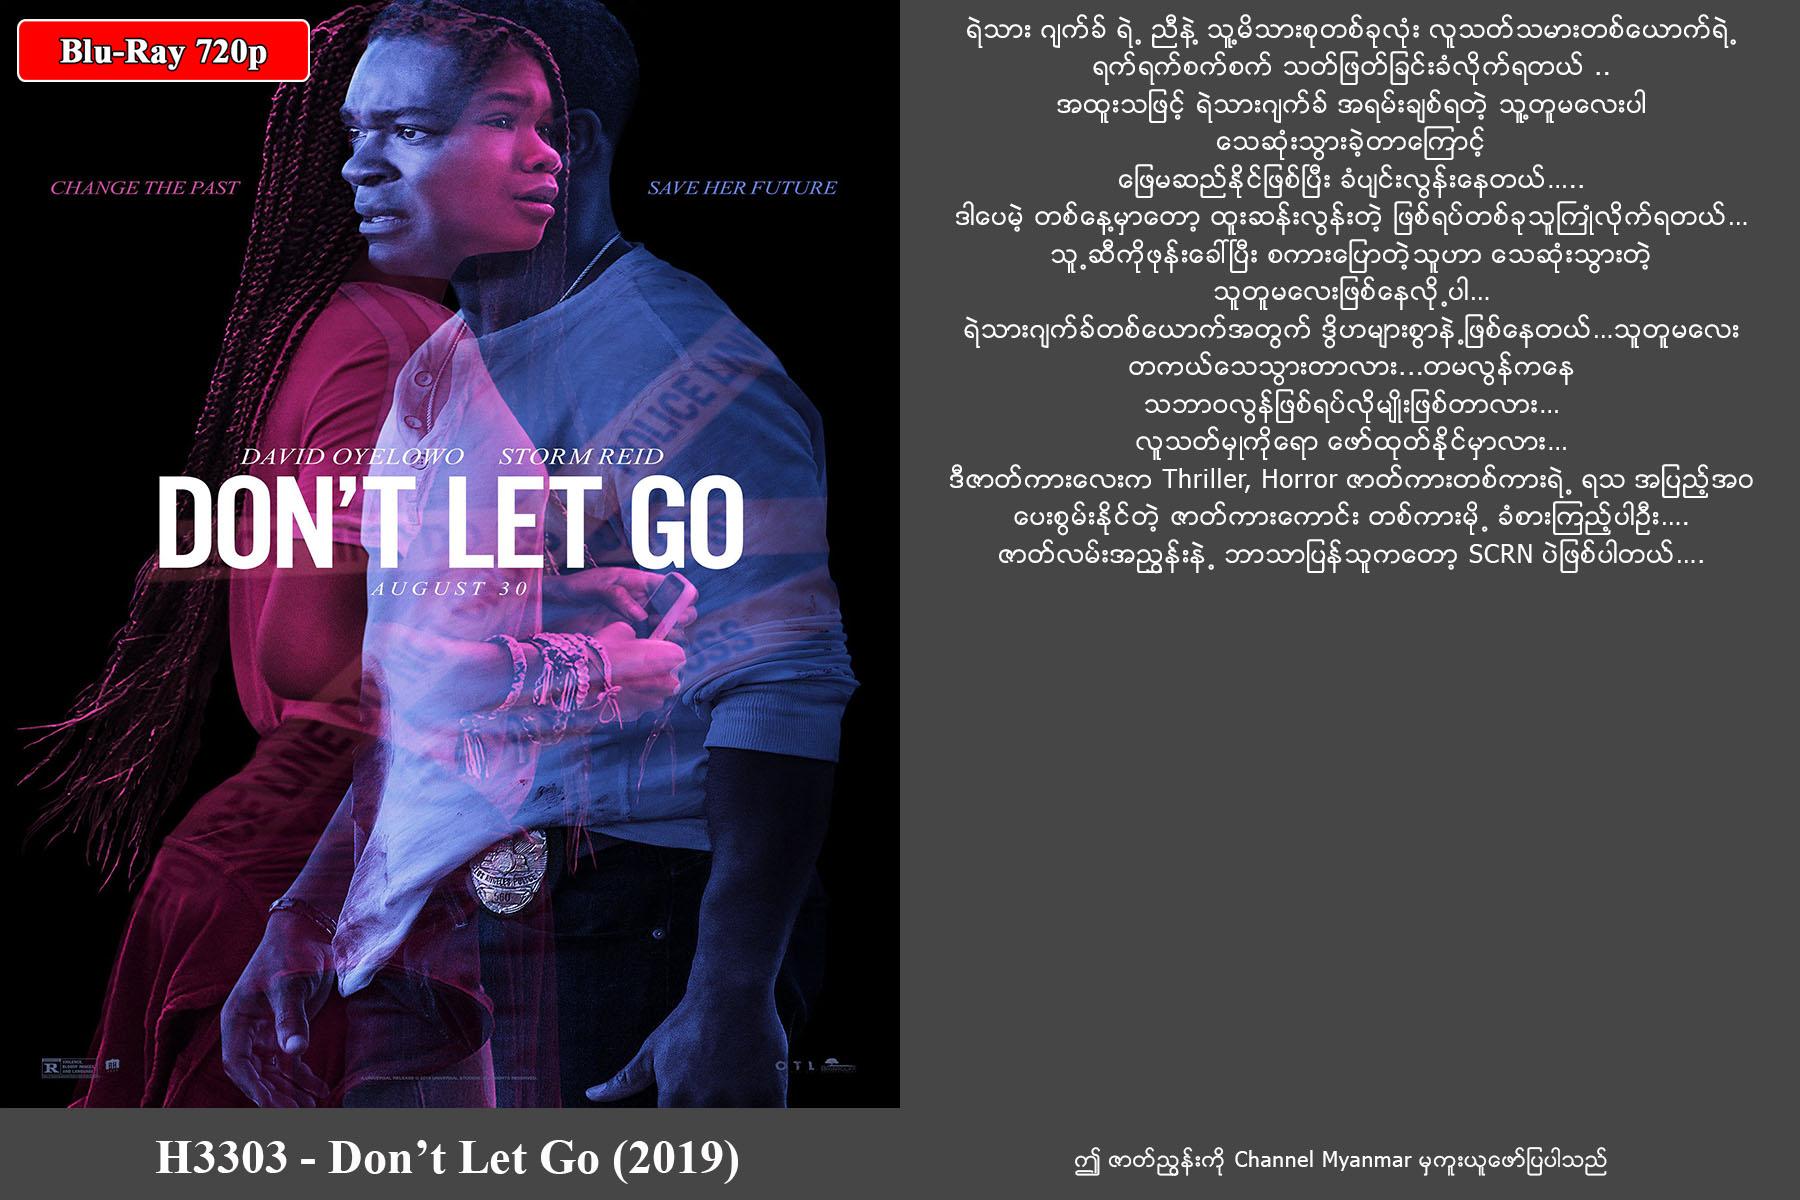 Blu-Ray 720p
CHANGE THE PAST
SAVE HER FUTURE
DAVID OYELOWO STORM REID
DON'T LET GO
AUGUST 30
H3303 - Don’t Let Go (2019)
ရဲသား ဂျက်ခ် ရဲ့ ညီနဲ့ သူ့မိသားစုတစ်ခုလုံး လူသတ်သမားတစ်ယောက်ရဲ့
ရက်ရက်စက်စက် သတ်ဖြတ်ခြင်းခံလိုက်ရတယ် ..
အထူးသဖြင့် ရဲသားဂျက်ခ် အရမ်းချစ်ရတဲ့ သူ့တူမလေးပါ
သေဆုံးသွားခဲ့တာကြောင့်
ဖြေမဆည်နိုင်ဖြစ်ပြီး ခံပျင်းလွန်းနေတယ်.....
ဒါပေမဲ့ တစ်နေ့မှာတော့ ထူးဆန်းလွန်းတဲ့ ဖြစ်ရပ်တစ်ခုသူကြုံလိုက်ရတယ်...
သူ့ဆီကိုဖုန်းခေါ်ပြီး စကားပြောတဲ့သူဟာ သေဆုံးသွားတဲ့
သူတူမလေးဖြစ်နေလို့ပါ...
ရဲသားဂျက်ခ်တစ်ယောက်အတွက် ဒွိဟများစွာနဲ့ဖြစ်နေတယ်...သူတူမလေး
တကယ်သေသွားတာလား...တမလွန်ကနေ
သဘာဝလွန်ဖြစ်ရပ်လိုမျိုးဖြစ်တာလား...
လူသတ်မှုကိုရော ဖော်ထုတ်နိုင်မှာလား...
ဒီဇာတ်ကားလေးက Thriller, Horror ဇာတ်ကားတစ်ကားရဲ့ ရသ အပြည့်အဝ
ပေးစွမ်းနိုင်တဲ့ ဇာတ်ကားကောင်း တစ်ကားမို့ ခံစားကြည့်ပါဦး....
ဇာတ်လမ်းအညွှန်းနဲ့ ဘာသာပြန်သူကတော့ SCRN ပဲဖြစ်ပါတယ်....
ဤ ဇာတ်ညွှန်းကို Channel Myanmar မှကူးယူဖော်ပြပါသည်